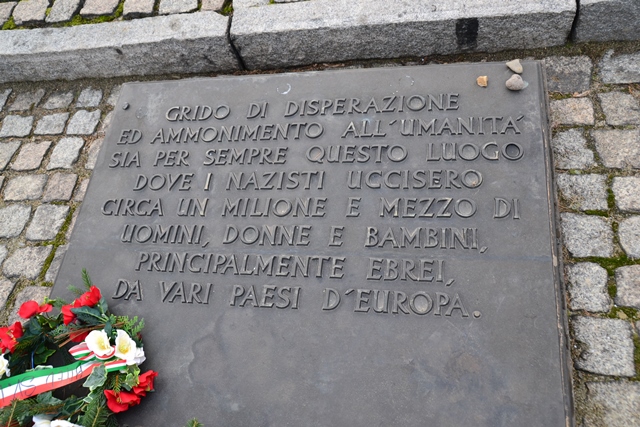 GRIDO DI DISPERAZIONE
ED AMMONIMENTO ALL'UMANITÁ
SIA PER SEMPRE QUESTO LUOGO
DOVE I NAZISTI UCCISERO
CIRCA UN MILIONE E MEZZO DI
UOMINI, DONNE E BAMBINI,
PRINCIPALMENTE EBREI,
DA VARI PAESI D'EUROPA.